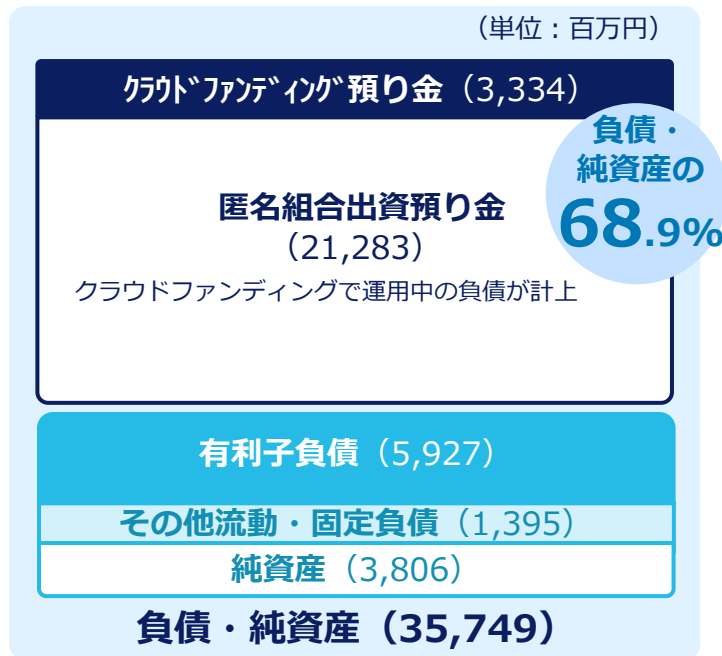 （単位：百万円）
ｸﾗｳﾄﾞﾌｧﾝﾃﾞｨﾝｸﾞ預り金（3,334）
負債・
純資産の
68.9%
匿名組合出資預り金
（21,283）
クラウドファンディングで運用中の負債が計上
有利子負債（5,927）
その他流動・固定負債（1,395）
純資産（3,806）
負債・純資産（35,749）